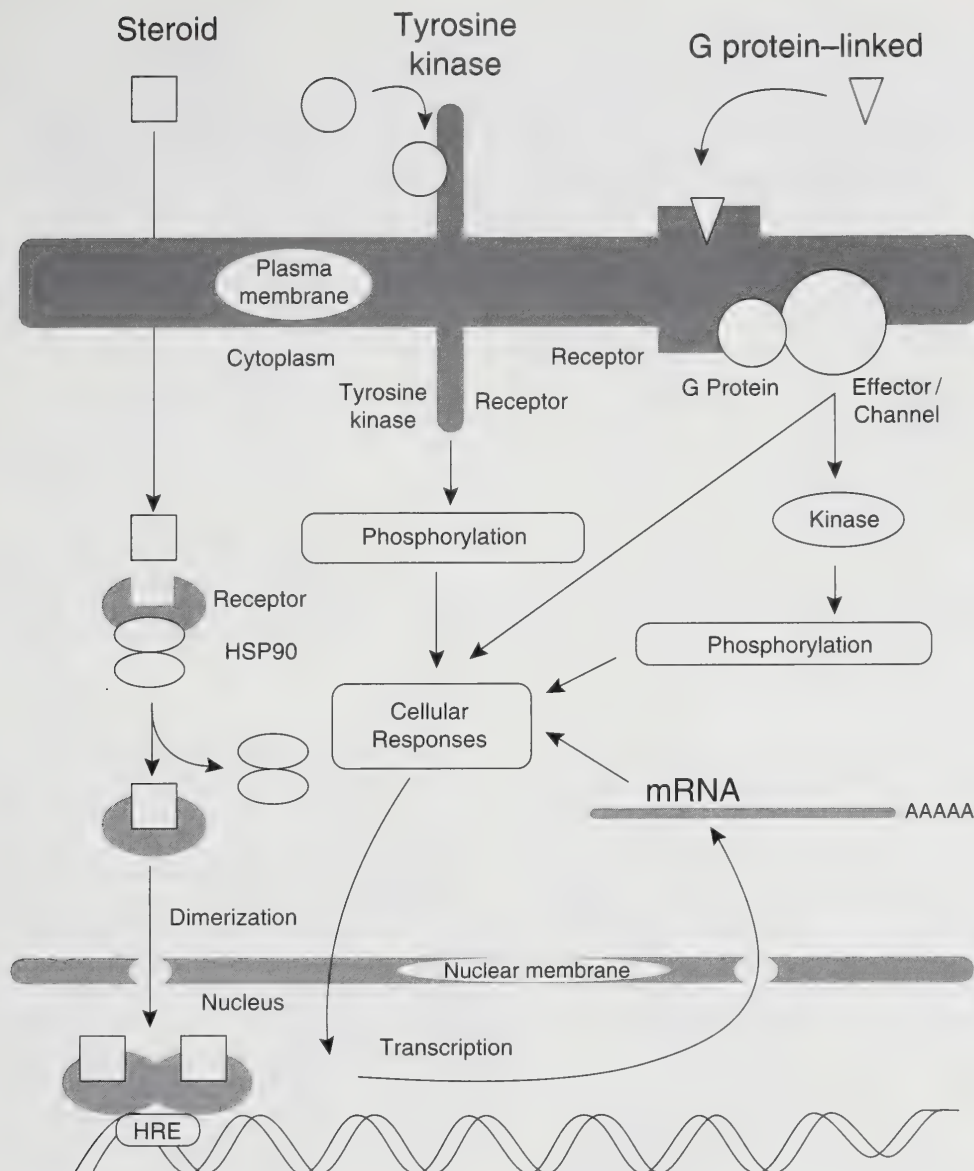 Steroid
Tyrosine
kinase
G protein–linked
Plasma
membrane
Cytoplasm
Tyrosine
kinase
Receptor
Receptor
G Protein
Effector /
Channel
Phosphorylation
Kinase
Receptor
HSP90
Phosphorylation
Cellular
Responses
mRNA
AAAAA
Dimerization
Nuclear membrane
Nucleus
Transcription
HRE